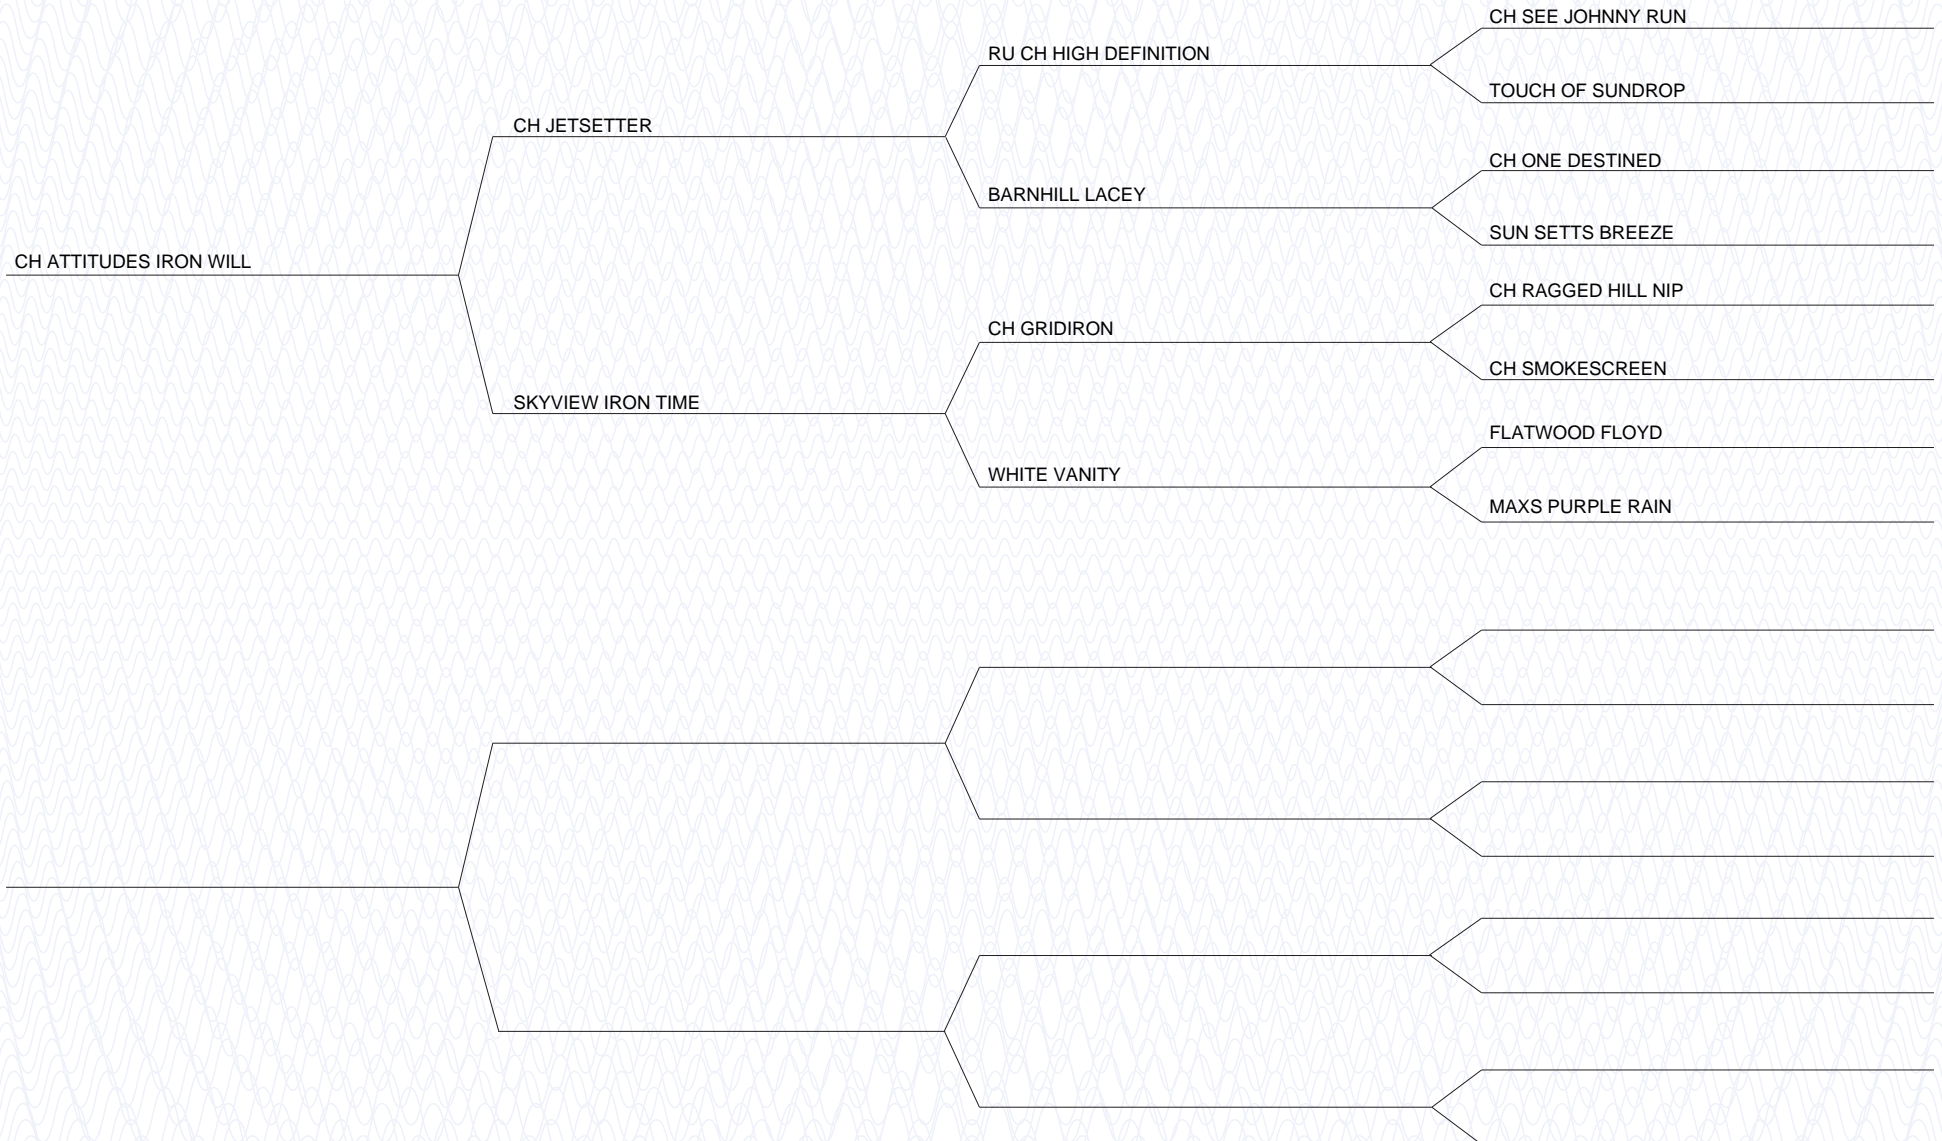 CH SEE JOHNNY RUN
RU CH HIGH DEFINITION
TOUCH OF SUNDROP
CH JETSETTER
CH ONE DESTINED
BARNHILL LACEY
SUN SETTS BREEZE
CH ATTITUDES IRON WILL
CH RAGGED HILL NIP
CH GRIDIRON
CH SMOKESCREEN
SKYVIEW IRON TIME
FLATWOOD FLOYD
WHITE VANITY
MAXS PURPLE RAIN